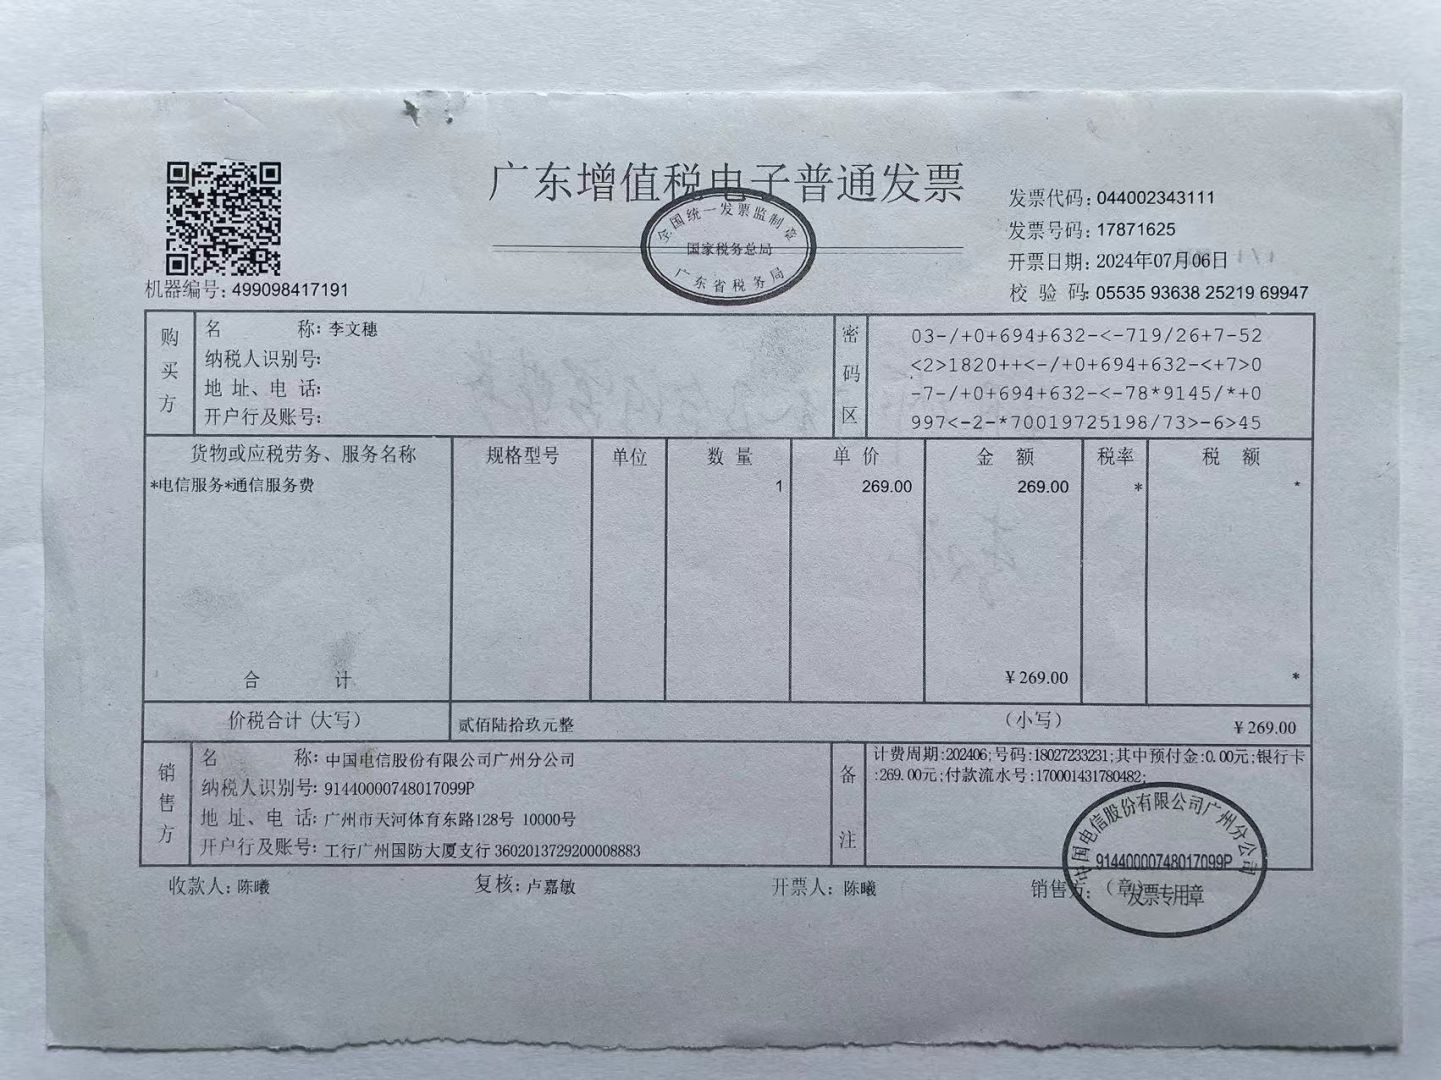 广东增值税电子普通发票
全国统一发票监制章
国家税务总局
广东省税务局
发票代码: 044002343111
发票号码: 17871625
开票日期: 2024年07月06日
校 验 码: 05535 93638 25219 69947
机器编号: 499098417191
购买方
名 称: 李文穗
纳税人识别号:
地 址、电 话:
开户行及账号:
密码区
03-/+0+694+632-<-719/26+7-52
<2>1820++<-/+0+694+632-<+7>0
-7-/+0+694+632-<-78*9145/*+0
997<-2-*70019725198/73>-6>45
货物或应税劳务、服务名称 规格型号 单位 数 量 单 价 金 额 税率 税 额
*电信服务*通信服务费 1 269.00 269.00 * *
合 计 ¥269.00 *
价税合计(大写) 贰佰陆拾玖元整 (小写) ¥269.00
销售方
名 称: 中国电信股份有限公司广州分公司
纳税人识别号: 91440000748017099P
地 址、电 话: 广州市天河体育东路128号 10000号
开户行及账号: 工行广州国防大厦支行 3602013729200008883
备注
计费周期:202406;号码:18027233231;其中预付金:0.00元;银行卡
:269.00元;付款流水号:170001431780482;
收款人: 陈曦 复核: 卢嘉敏 开票人: 陈曦 销售方: (章)
中国电信股份有限公司广州分公司
91440000748017099P
发票专用章